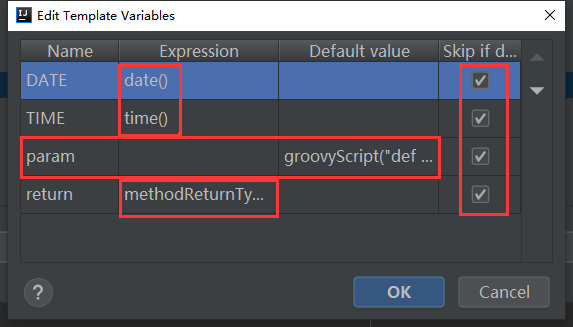 IJ
Edit Template Variables
Name Expression Default value Skip if d...
DATE date()
TIME time()
param groovyScript("def ...
return methodReturnTy...
? OK Cancel